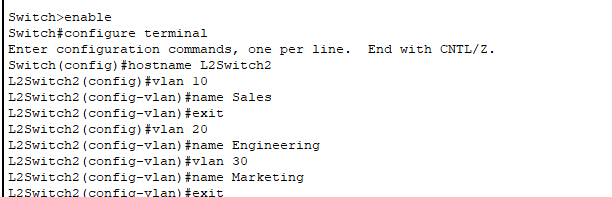 Switch>enable
Switch#configure terminal
Enter configuration commands, one per line.  End with CNTL/Z.
Switch(config)#hostname L2Switch2
L2Switch2(config)#vlan 10
L2Switch2(config-vlan)#name Sales
L2Switch2(config-vlan)#exit
L2Switch2(config)#vlan 20
L2Switch2(config-vlan)#name Engineering
L2Switch2(config-vlan)#vlan 30
L2Switch2(config-vlan)#name Marketing
L2Switch2(config-vlan)#exit